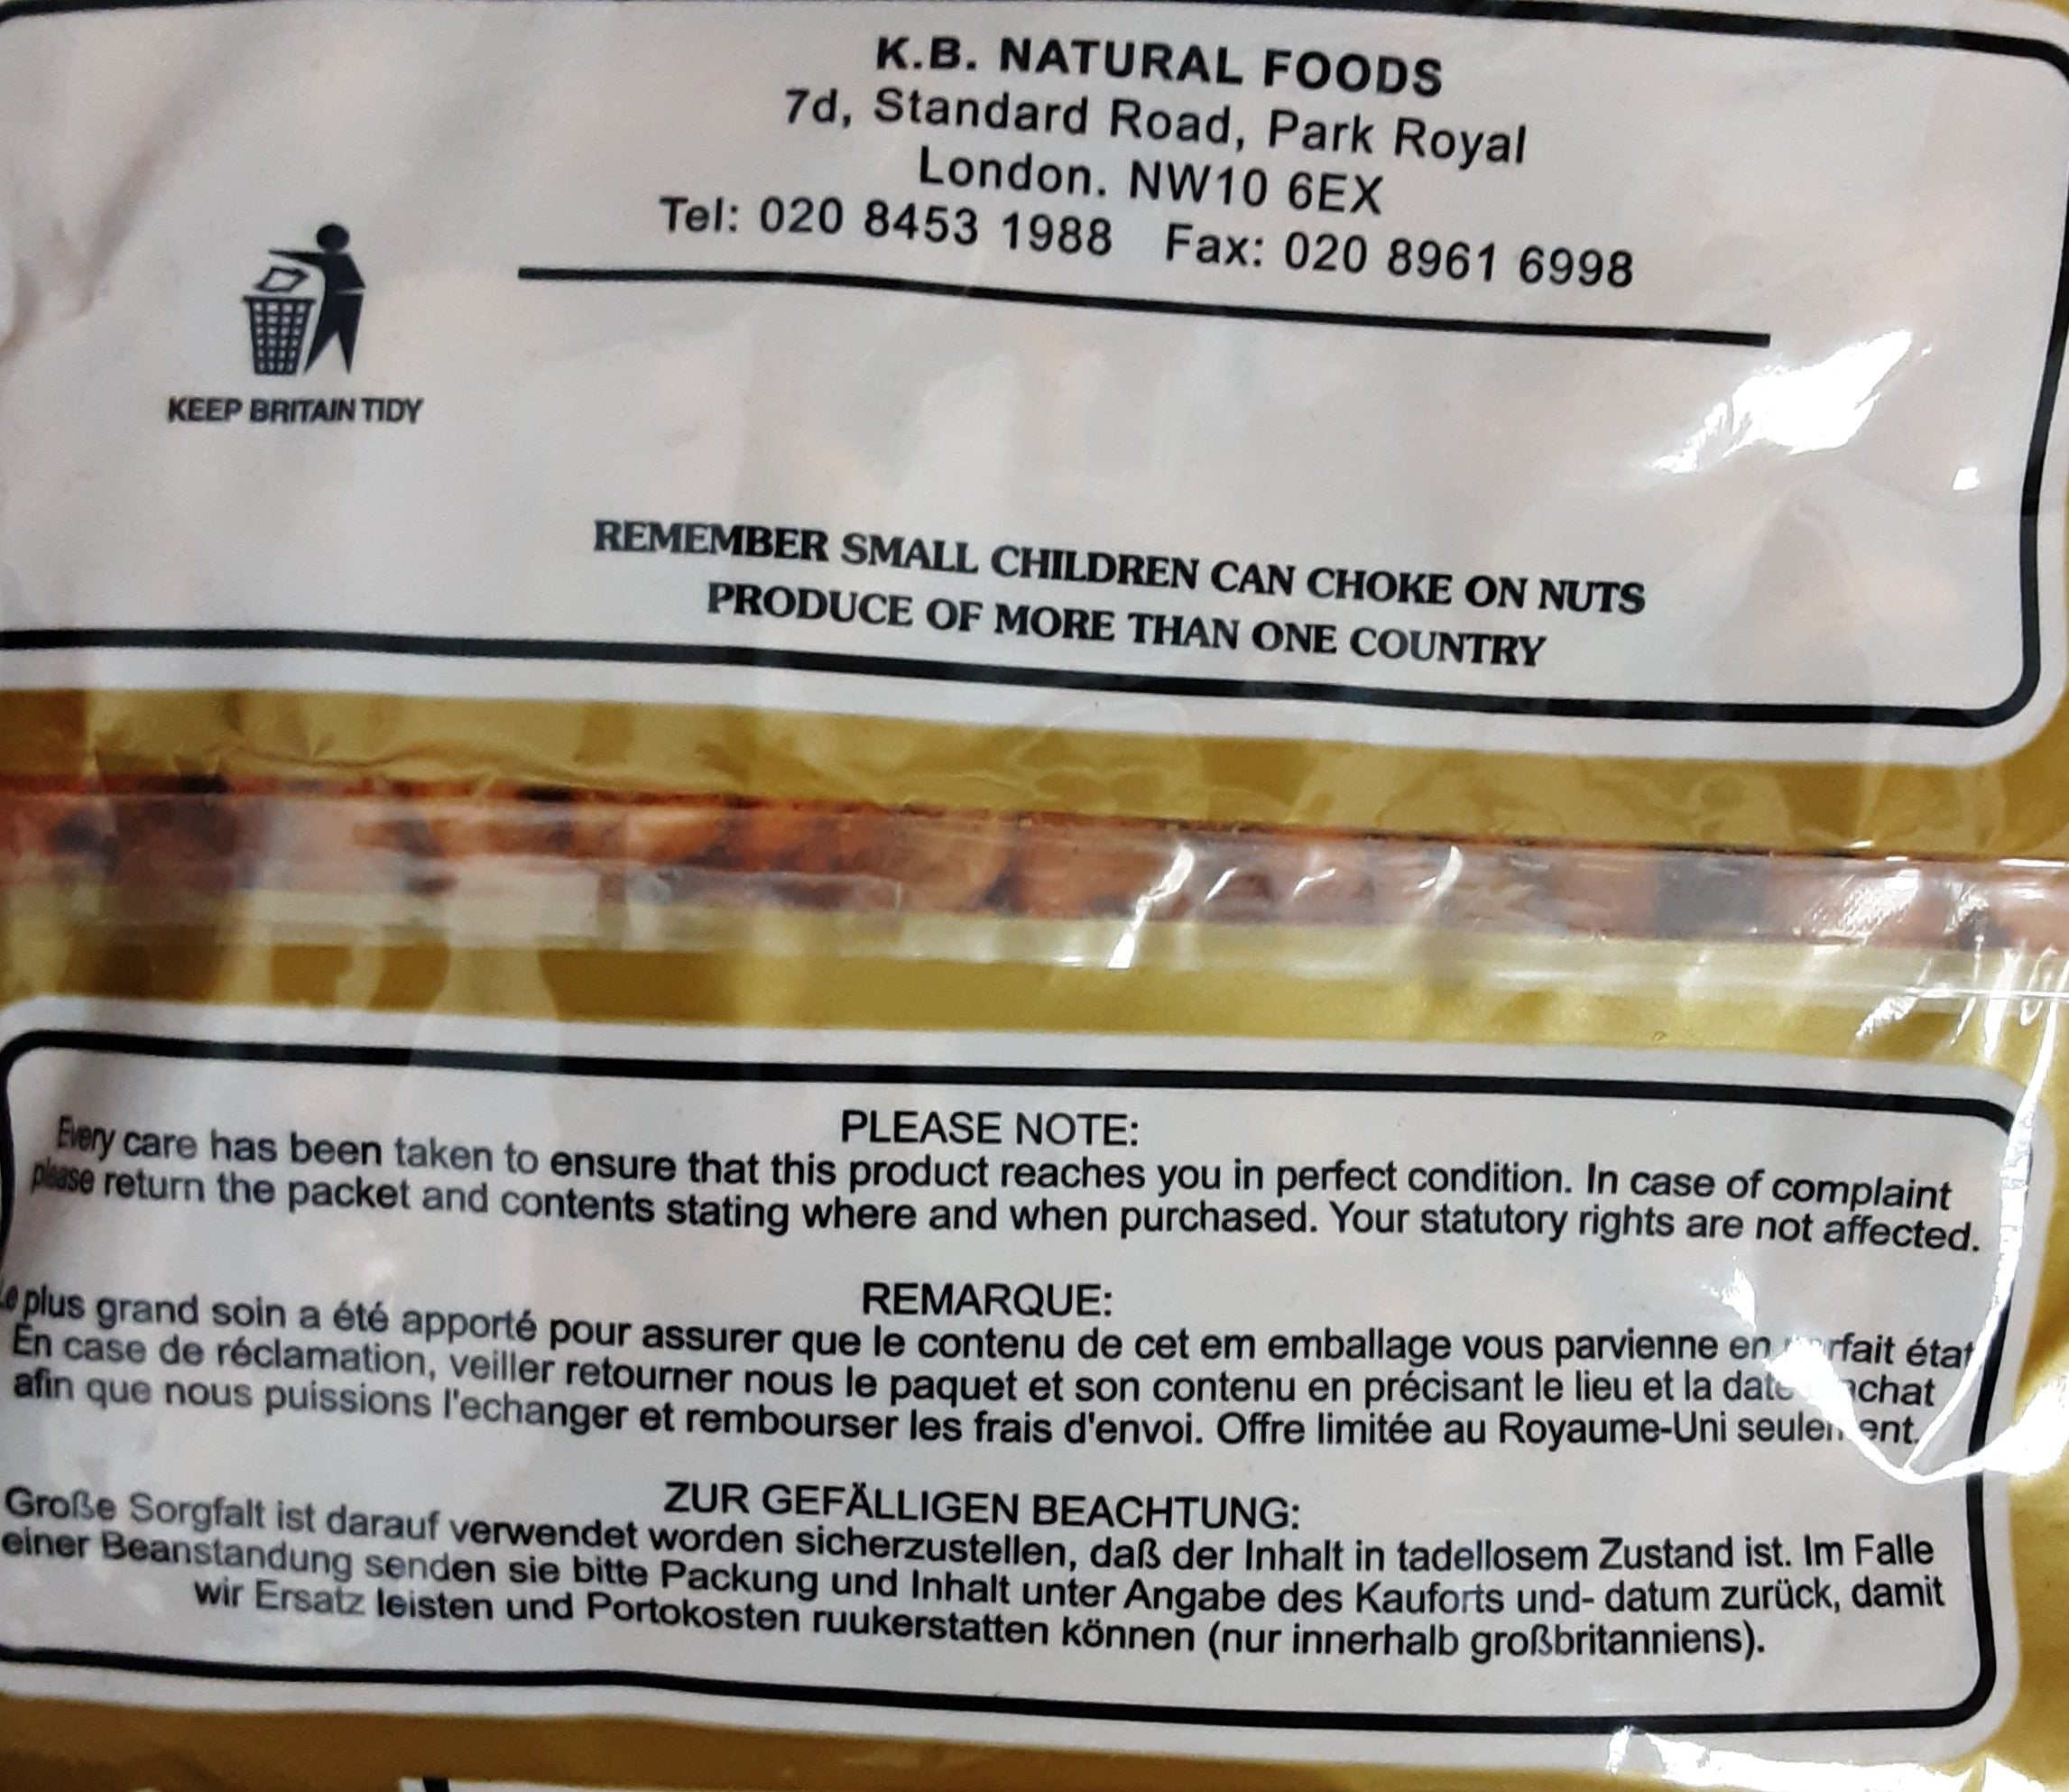 K.B. NATURAL FOODS
7d, Standard Road, Park Royal
London. NW10 6EX
Tel: 020 8453 1988 Fax: 020 8961 6998
KEEP BRITAIN TIDY
REMEMBER SMALL CHILDREN CAN CHOKE ON NUTS
PRODUCE OF MORE THAN ONE COUNTRY
PLEASE NOTE:
Every care has been taken to ensure that this product reaches you in perfect condition. In case of complaint
please return the packet and contents stating where and when purchased. Your statutory rights are not affected.
REMARQUE:
Le plus grand soin a été apporté pour assurer que le contenu de cet em emballage vous parvienne en état
En case de réclamation, veiller retourner nous le paquet et son contenu en précisant le lieu et la date
afin que nous puissions l'echanger et rembourser les frais d'envoi. Offre limitée au Royaume-Uni seulement.
ZUR GEFÄLLIGEN BEACHTUNG:
Große Sorgfalt ist darauf verwendet worden sicherzustellen, daß der Inhalt in tadellosem Zustand ist. Im Falle
einer Beanstandung senden sie bitte Packung und Inhalt unter Angabe des Kauforts und- datum zurück, damit
wir Ersatz leisten und Portokosten ruukerstatten können (nur innerhalb großbritanniens).